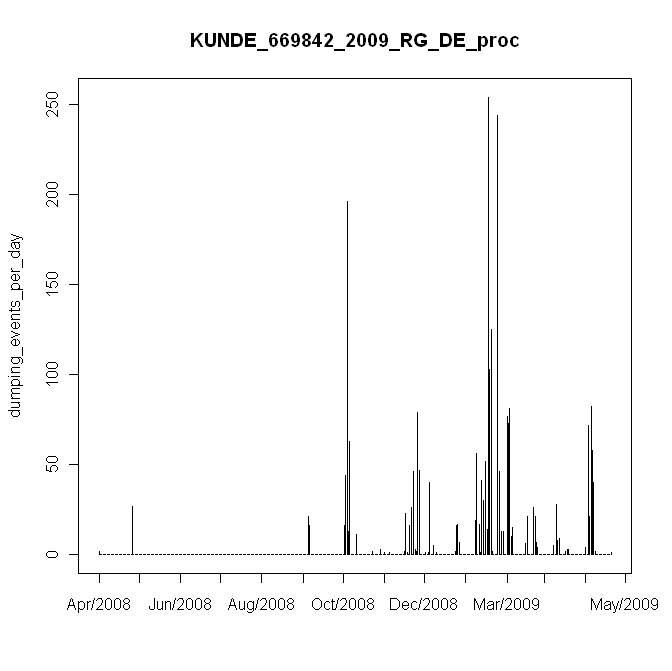 KUNDE_669842_2009_RG_DE_proc
dumping_events_per_day
250
200
150
100
50
0
Apr/2008 Jun/2008 Aug/2008 Oct/2008 Dec/2008 Mar/2009 May/2009